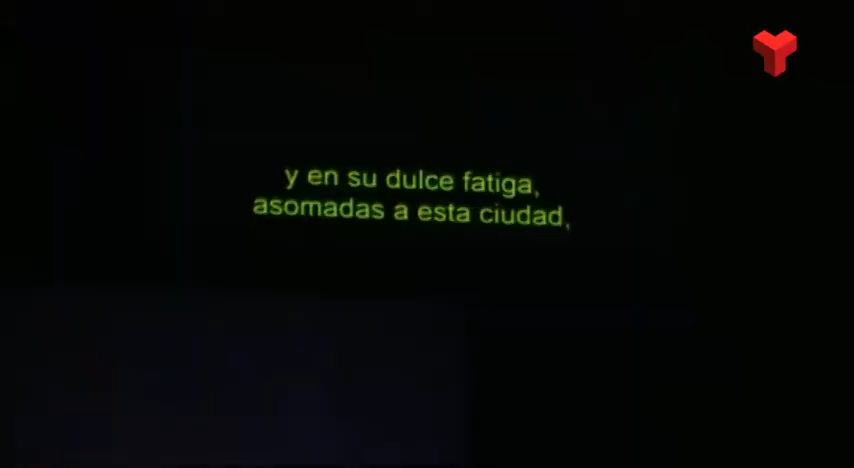 y en su dulce fatiga,
asomadas a esta ciudad,